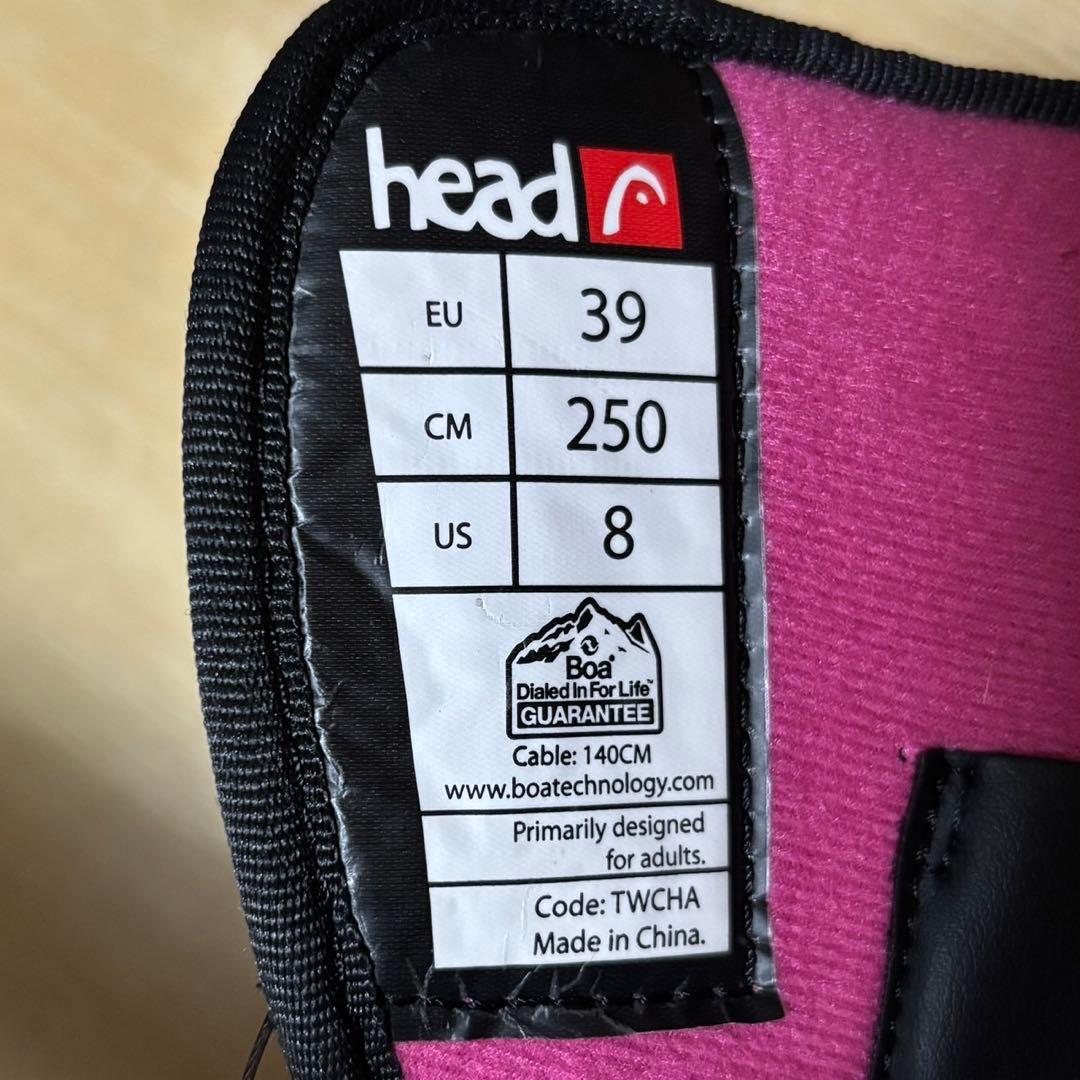 head
EU 39
CM 250
US 8
Boa®
Dialed In For Life™
GUARANTEE
Cable: 140CM
www.boatechnology.com
Primarily designed
for adults.
Code: TWCHA
Made in China.